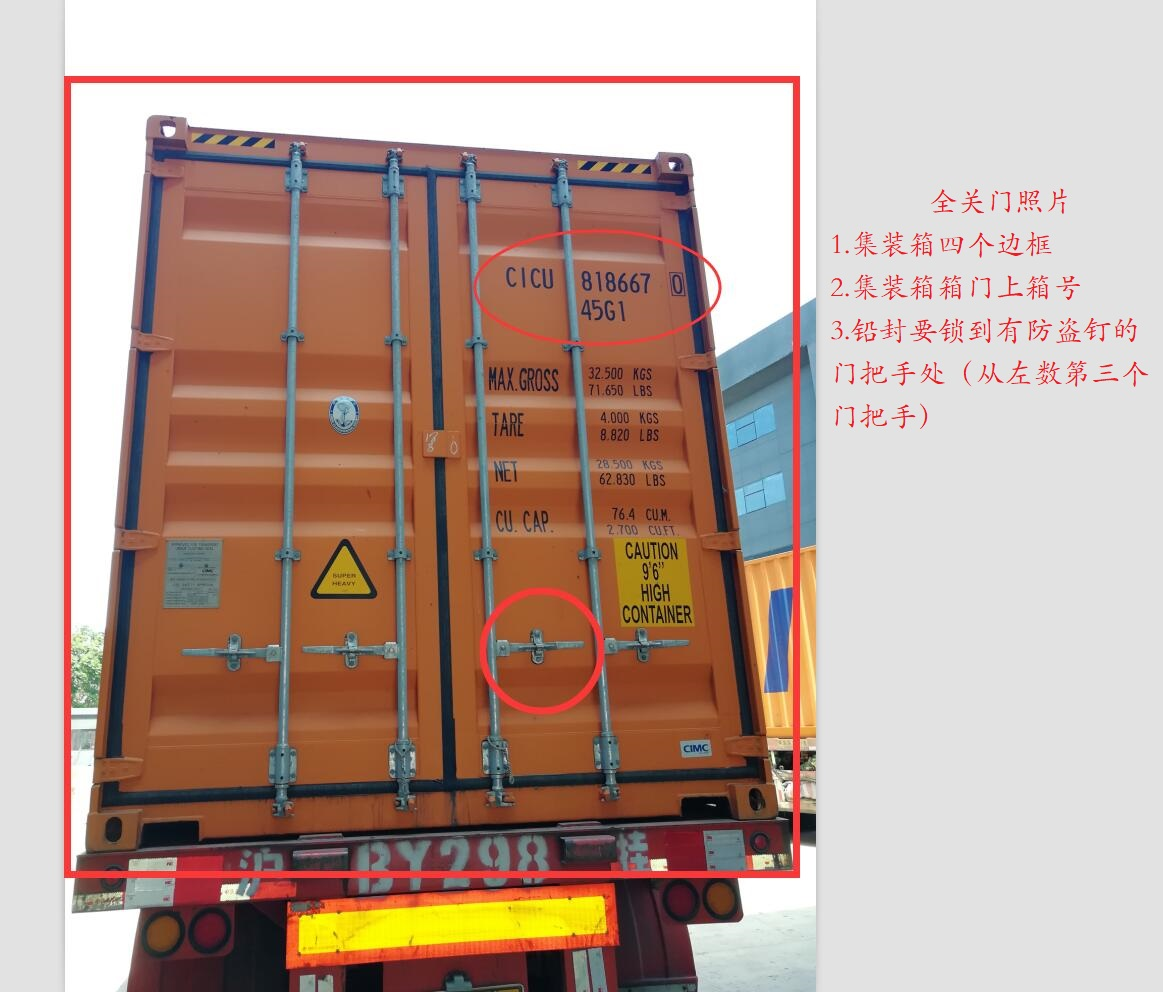 全关门照片
1.集装箱四个边框
2.集装箱箱门上箱号
3.铅封要锁到有防盗钉的
门把手处（从左数第三个
门把手）
CICU 818667 0
45G1
MAX.GROSS 32.500 KGS
71.650 LBS
TARE 4.000 KGS
8.820 LBS
NET 28.500 KGS
62.830 LBS
CU. CAP. 76.4 CU.M.
2.700 CU.FT.
SUPER
HEAVY
CAUTION
9'6"
HIGH
CONTAINER
CIMC
沪 BY298 挂